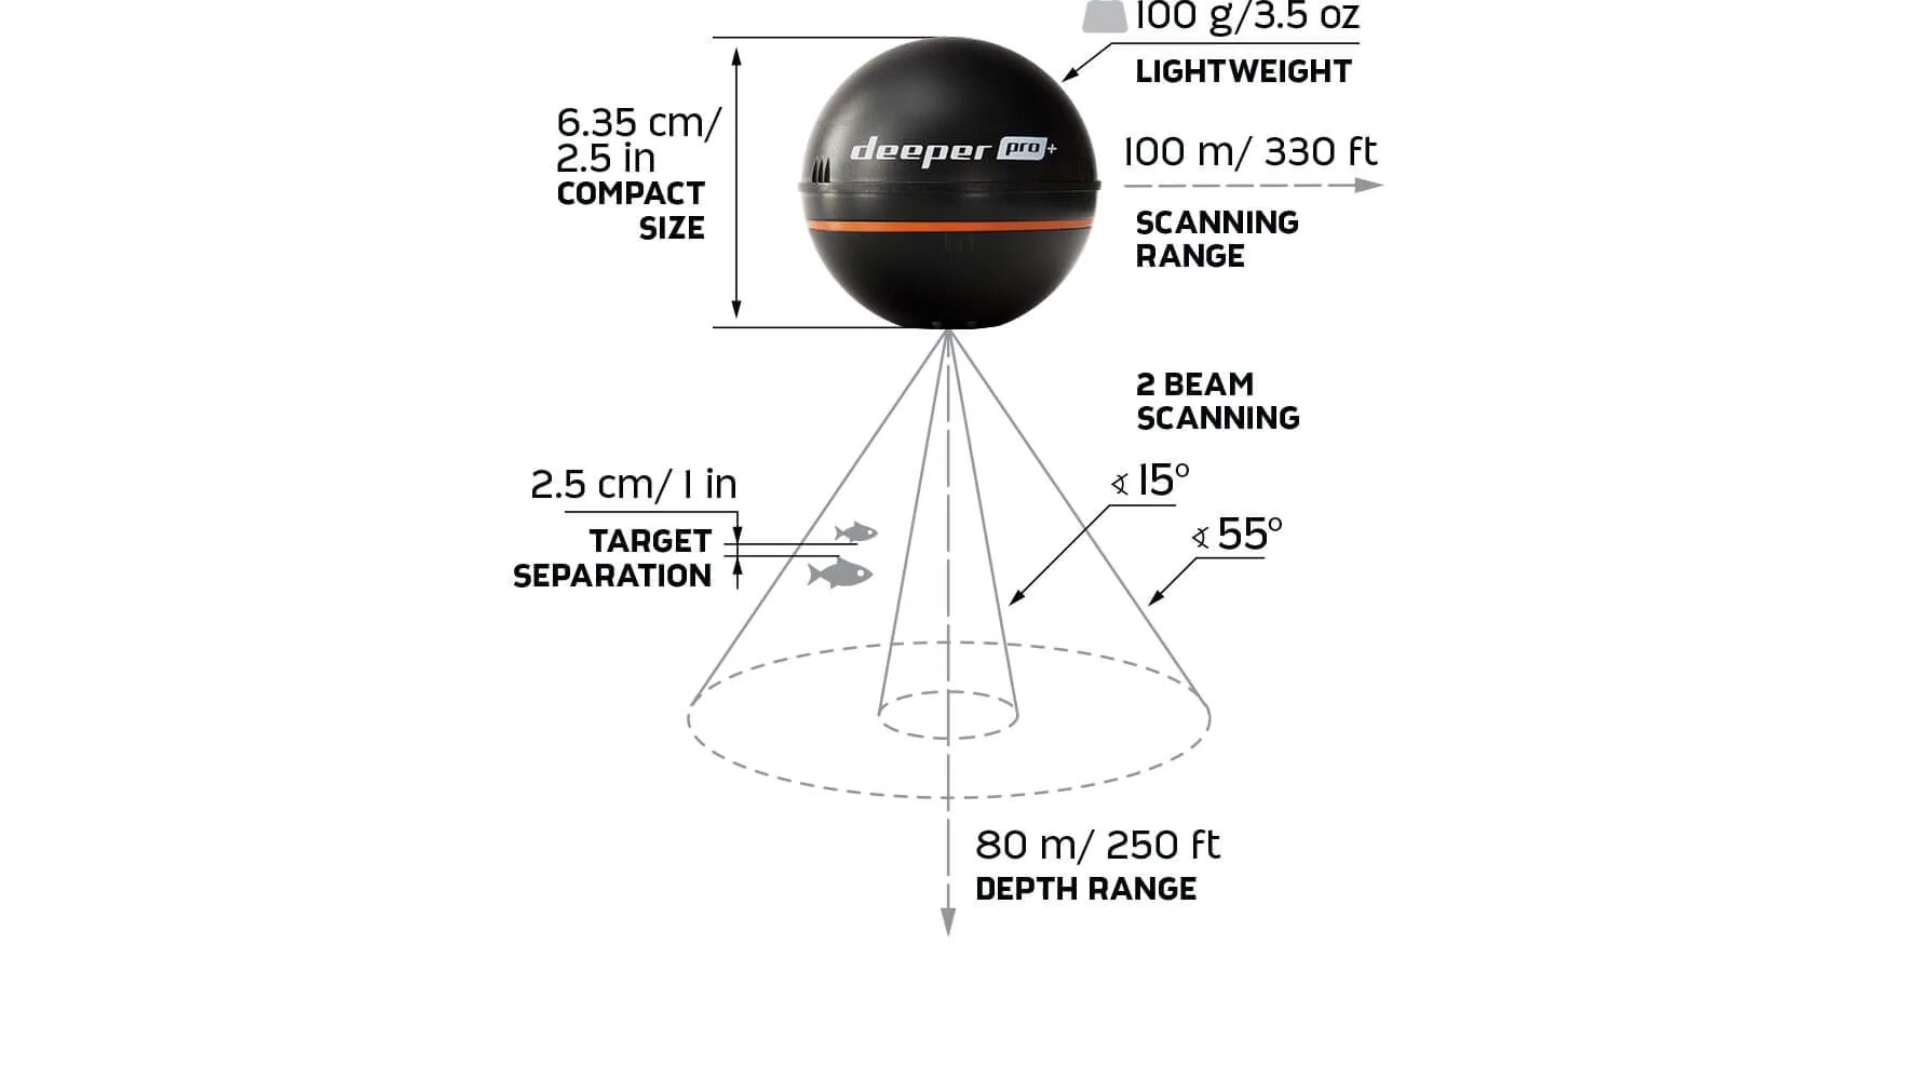 100 g/3.5 oz
LIGHTWEIGHT
6.35 cm/
2.5 in
COMPACT
SIZE
deeper pro+
100 m/ 330 ft
SCANNING
RANGE
2 BEAM
SCANNING
2.5 cm/ 1 in
TARGET
SEPARATION
∢ 15°
∢ 55°
80 m/ 250 ft
DEPTH RANGE